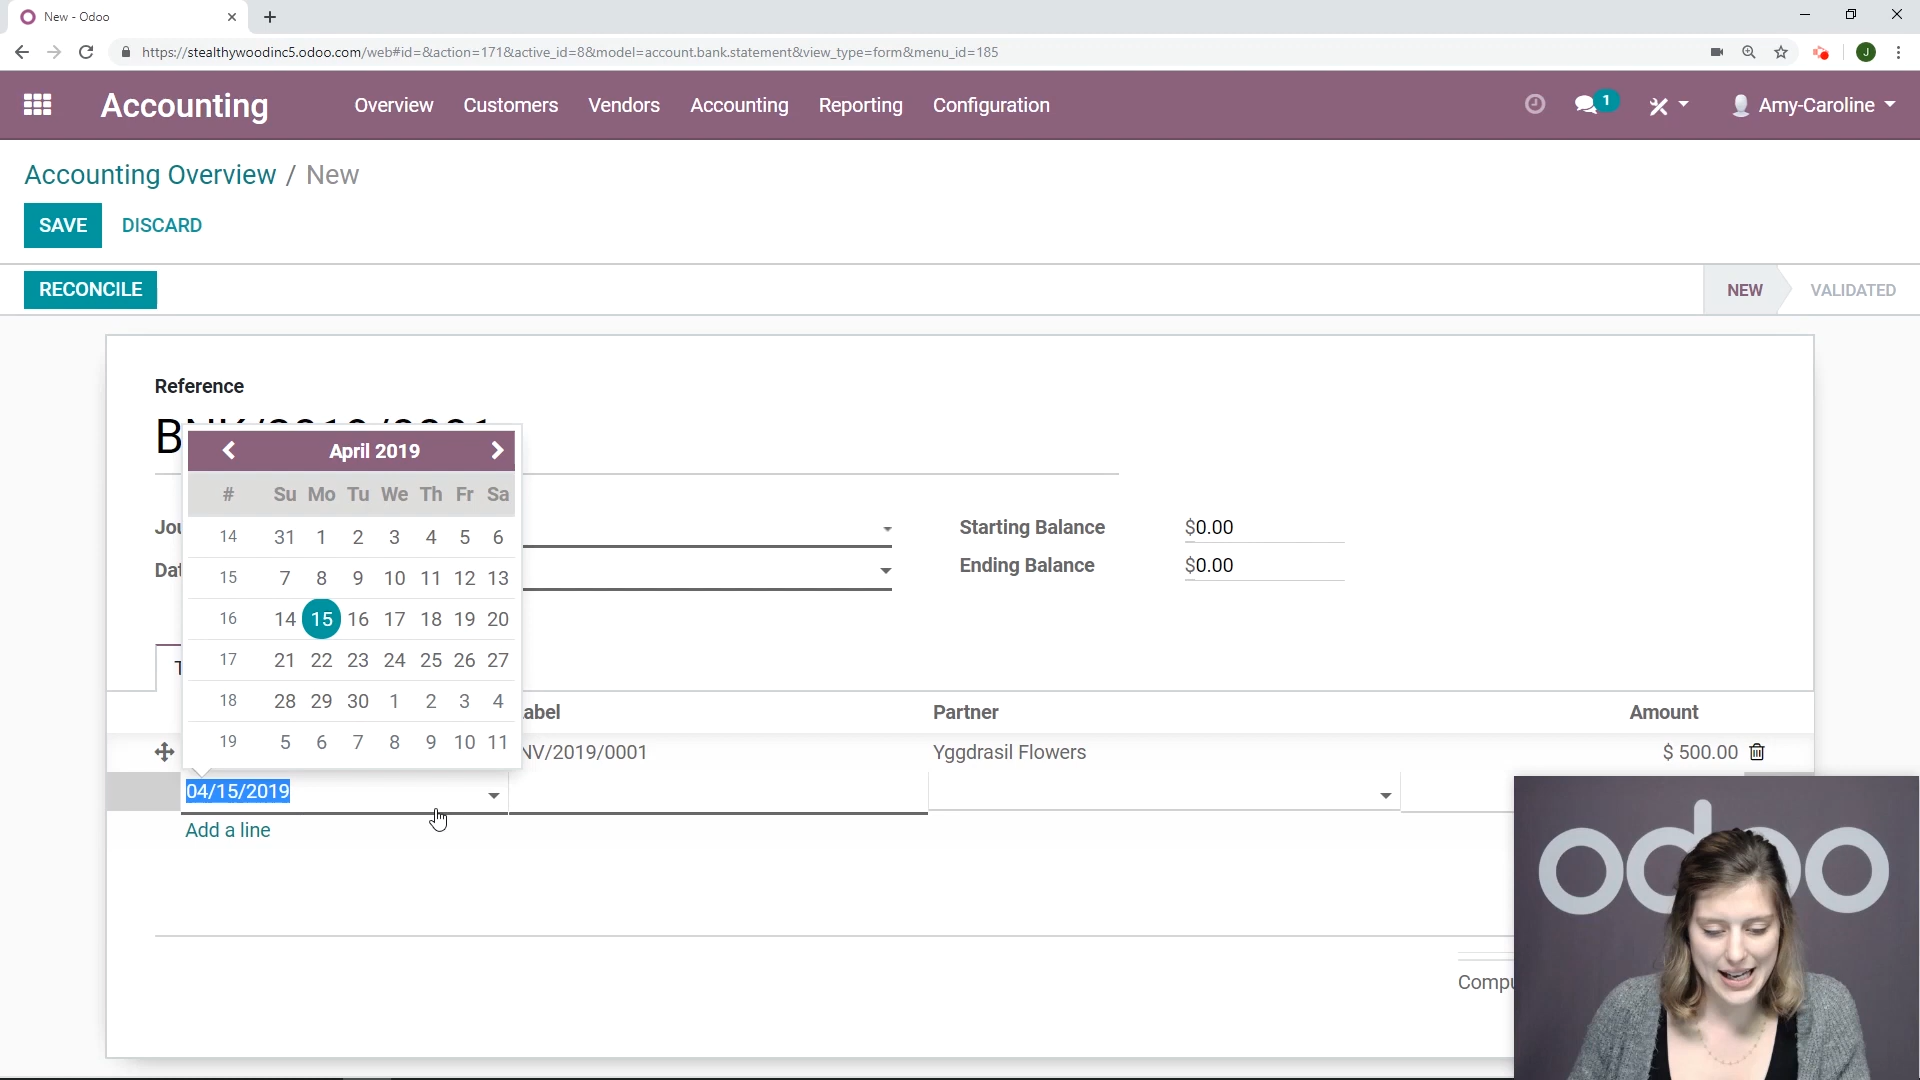 New - Odoo
https://stealthywoodinc5.odoo.com/web#id=&action=171&active_id=8&model=account.bank.statement&view_type=form&menu_id=185
J
Accounting
Overview Customers Vendors Accounting Reporting Configuration
1
Amy-Caroline
Accounting Overview / New
SAVE DISCARD
RECONCILE
NEW VALIDATED
Reference
April 2019
# Su Mo Tu We Th Fr Sa
14 31 1 2 3 4 5 6
15 7 8 9 10 11 12 13
16 14 15 16 17 18 19 20
17 21 22 23 24 25 26 27
18 28 29 30 1 2 3 4
19 5 6 7 8 9 10 11
Starting Balance $0.00
Ending Balance $0.00
abel Partner Amount
NV/2019/0001 Yggdrasil Flowers $ 500.00
04/15/2019
Add a line
Compu
odoo